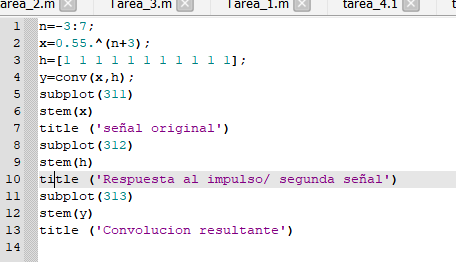 area_2.m Tarea_3.m Tarea_1.m tarea_4.1 t
1 n=-3:7;
2 x=0.55.^(n+3);
3 h=[1 1 1 1 1 1 1 1 1 1 1];
4 y=conv(x,h);
5 subplot(311)
6 stem(x)
7 title ('señal original')
8 subplot(312)
9 stem(h)
10 title ('Respuesta al impulso/ segunda señal')
11 subplot(313)
12 stem(y)
13 title ('Convolucion resultante')
14